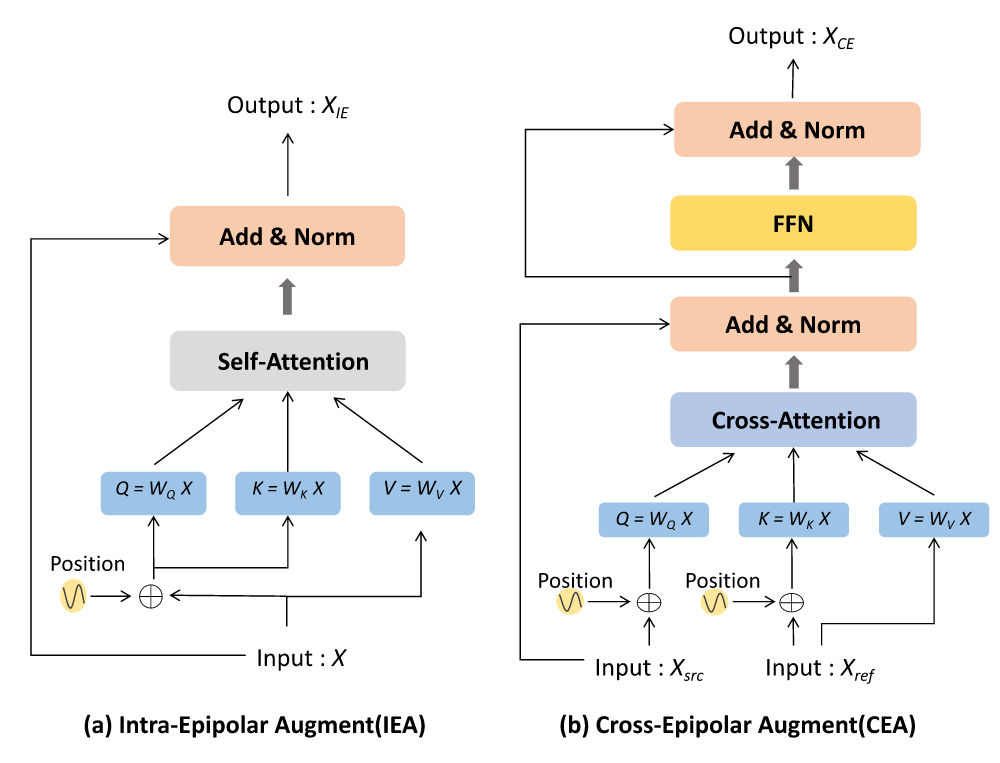 Output : X_IE
Add & Norm
Self-Attention
Q = W_Q X
K = W_K X
V = W_V X
Position
Input : X
(a) Intra-Epipolar Augment(IEA)
Output : X_CE
Add & Norm
FFN
Add & Norm
Cross-Attention
Q = W_Q X
K = W_K X
V = W_V X
Position
Position
Input : X_src
Input : X_ref
(b) Cross-Epipolar Augment(CEA)